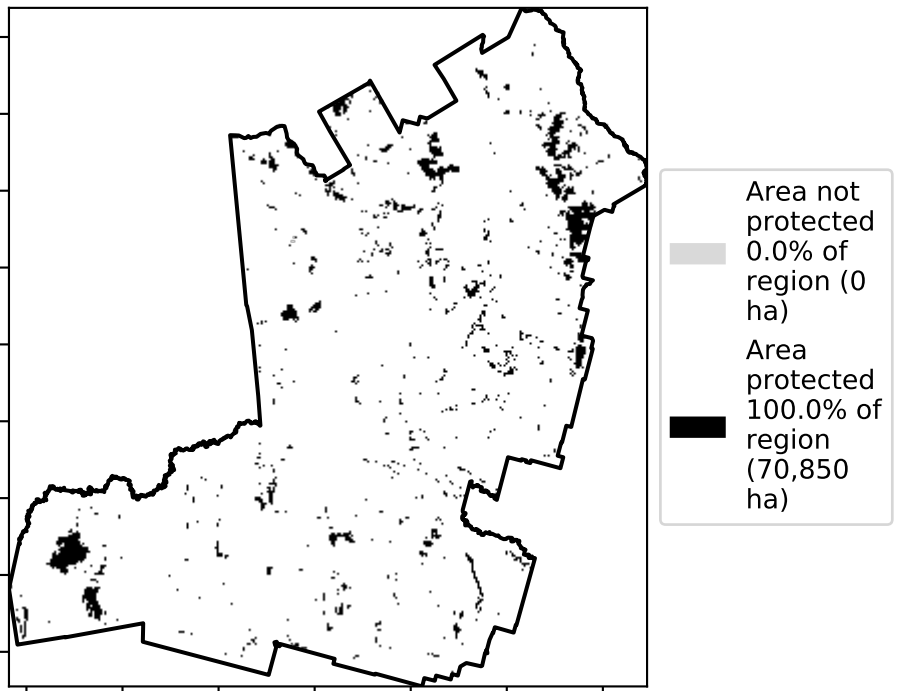 Area not
protected
0.0% of
region (0
ha)
Area
protected
100.0% of
region
(70,850
ha)